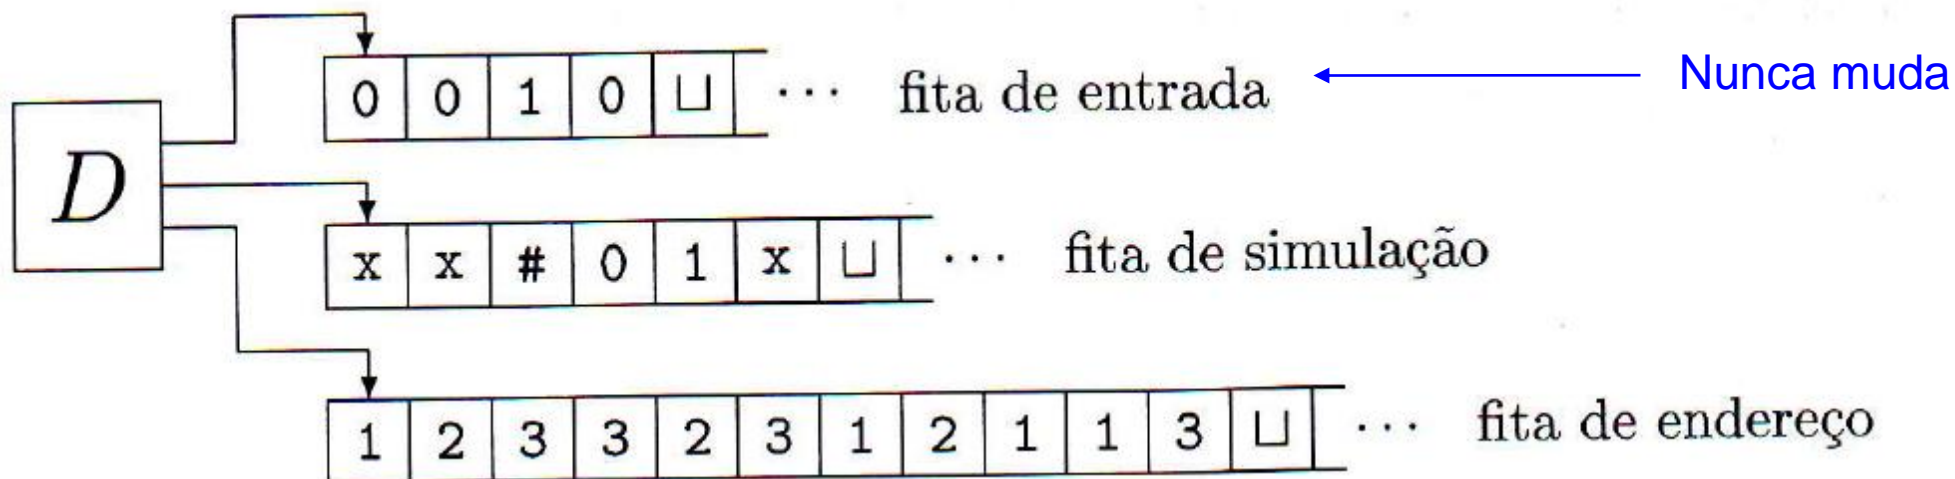 0 0 1 0 ⊔ ... fita de entrada Nunca muda
D
x x # 0 1 x ⊔ ... fita de simulação
1 2 3 3 2 3 1 2 1 1 3 ⊔ ... fita de endereço